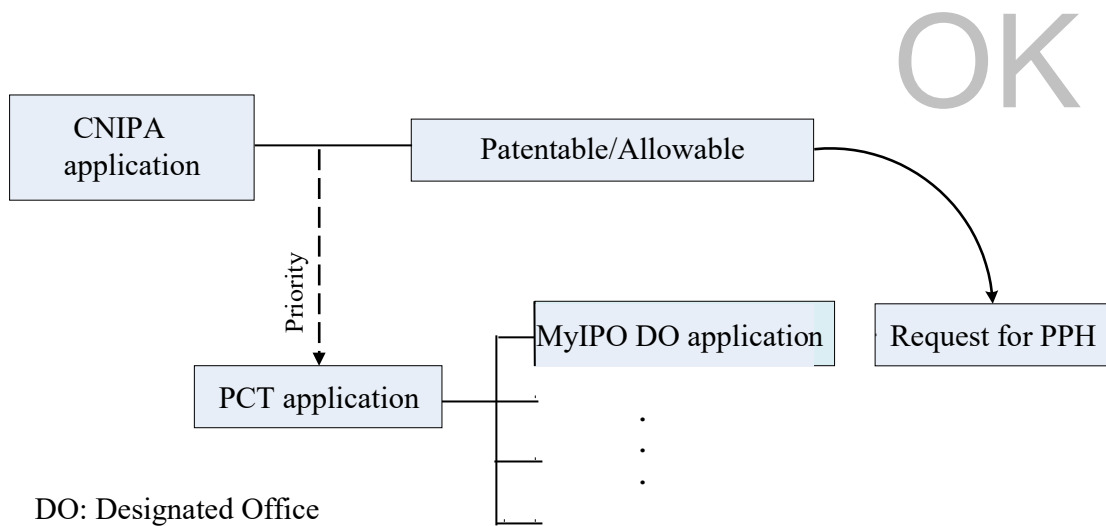 OK
CNIPA
application
Patentable/Allowable
Priority
MyIPO DO application
Request for PPH
PCT application
DO: Designated Office